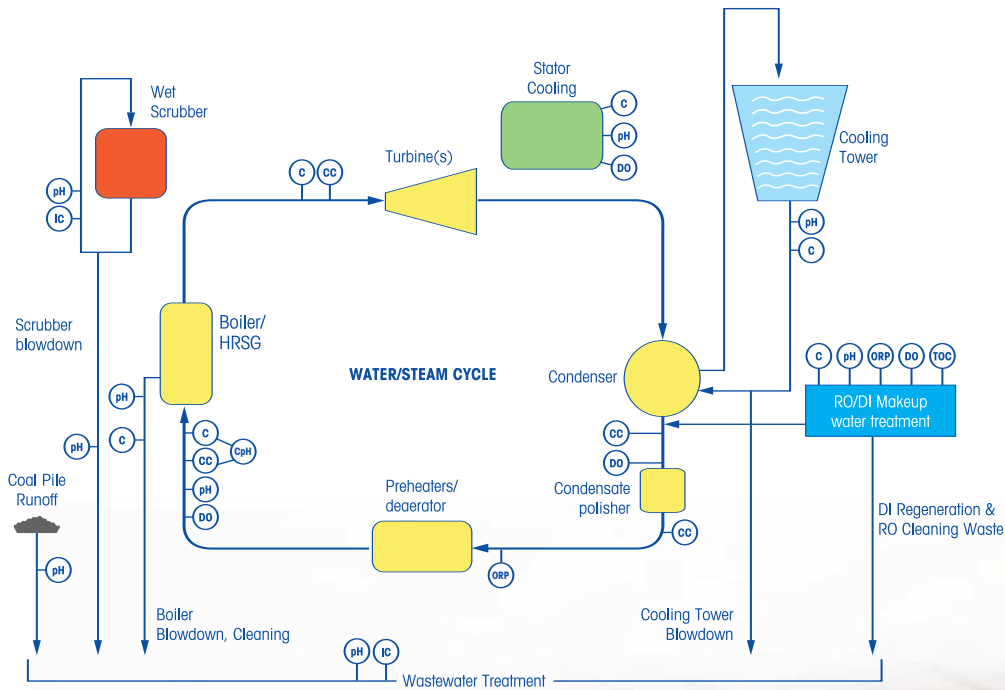 Wet
Scrubber
pH
IC
Scrubber
blowdown
pH
Coal Pile
Runoff
pH
Stator
Cooling
C
pH
DO
Turbine(s)
C
CC
Cooling
Tower
pH
C
Boiler/
HRSG
pH
C
WATER/STEAM CYCLE
Condenser
C
pH
ORP
DO
TOC
RO/DI Makeup
water treatment
C
CC
CpH
pH
DO
CC
DO
Preheaters/
deaerator
Condensate
polisher
CC
ORP
DI Regeneration &
RO Cleaning Waste
Boiler
Blowdown, Cleaning
Cooling Tower
Blowdown
pH
IC
Wastewater Treatment